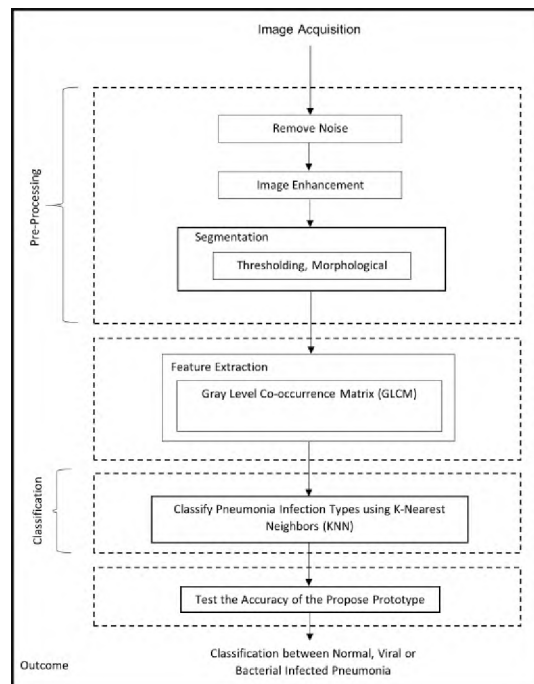 Image Acquisition
Pre-Processing
Remove Noise
Image Enhancement
Segmentation
Thresholding, Morphological
Feature Extraction
Gray Level Co-occurrence Matrix (GLCM)
Classification
Classify Pneumonia Infection Types using K-Nearest
Neighbors (KNN)
Test the Accuracy of the Propose Prototype
Classification between Normal, Viral or
Bacterial Infected Pneumonia
Outcome